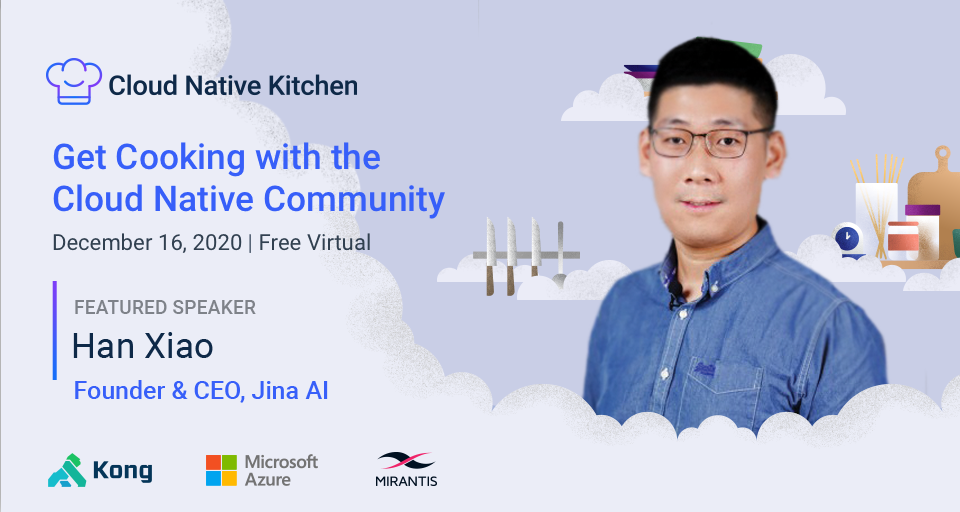 Cloud Native Kitchen
Get Cooking with the
Cloud Native Community
December 16, 2020 | Free Virtual
FEATURED SPEAKER
Han Xiao
Founder & CEO, Jina AI
Kong
Microsoft
Azure
MIRANTIS